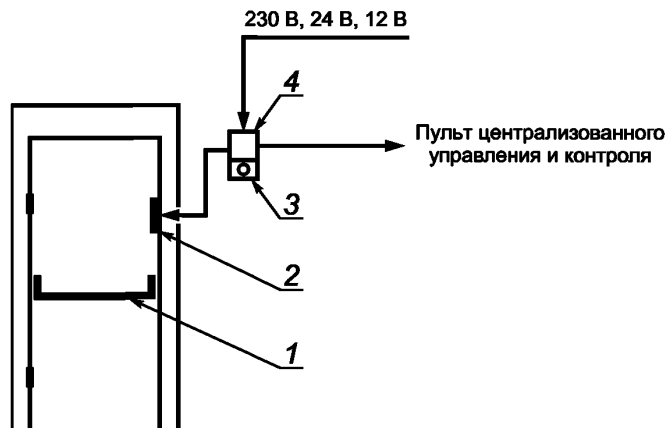 230 В, 24 В, 12 В
4
Пульт централизованного
управления и контроля
3
2
1